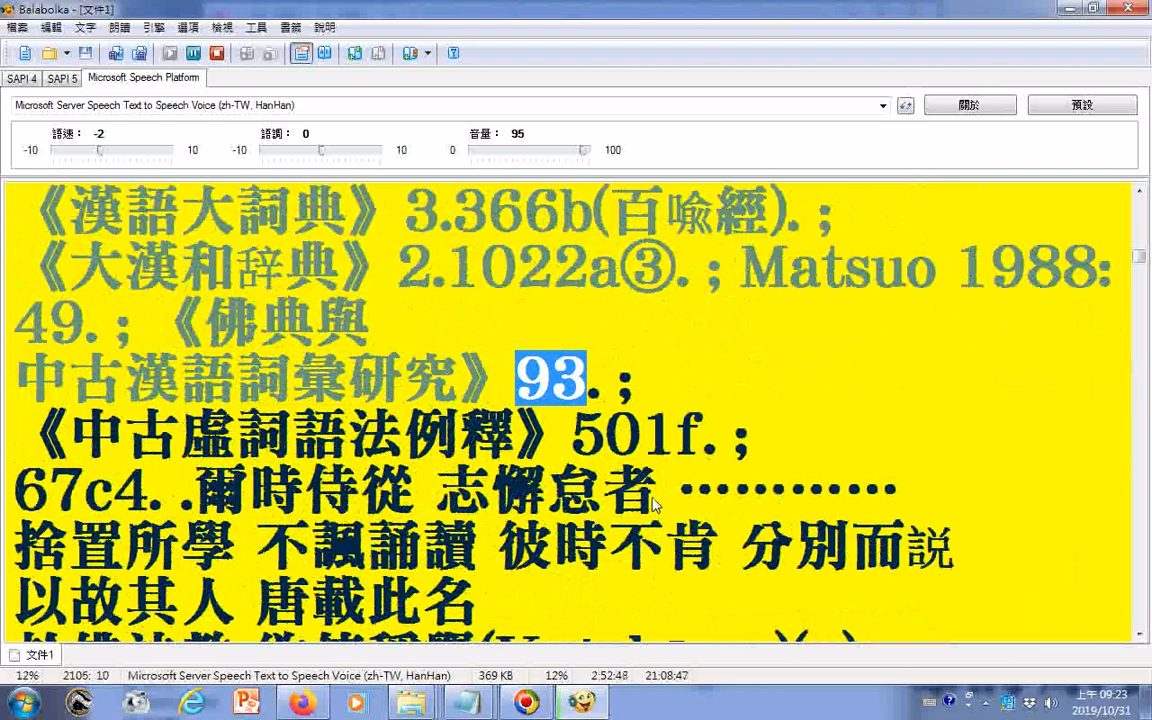 Balabolka - [文件1]
檔案 編輯 文字 朗讀 引擎 選項 檢視 工具 書籤 說明
SAPI 4 SAPI 5 Microsoft Speech Platform
Microsoft Server Speech Text to Speech Voice (zh-TW, HanHan) 關於 預設
語速： -2 語調： 0 音量： 95
-10 10 -10 10 0 100
《漢語大詞典》3.366b(百喩經).；
《大漢和辞典》2.1022a③.；Matsuo 1988:
49.；《佛典與
中古漢語詞彙研究》93.；
《中古虛詞語法例釋》501f.；
67c4. .爾時侍從 志懈怠者 …………
捨置所學 不諷誦讀 彼時不肯 分別而説
以故其人 唐載此名
文件1
12% 2105: 10 Microsoft Server Speech Text to Speech Voice (zh-TW, HanHan) 369 KB 12% 2:52:48 21:08:47
上午 09:23
2019/10/31